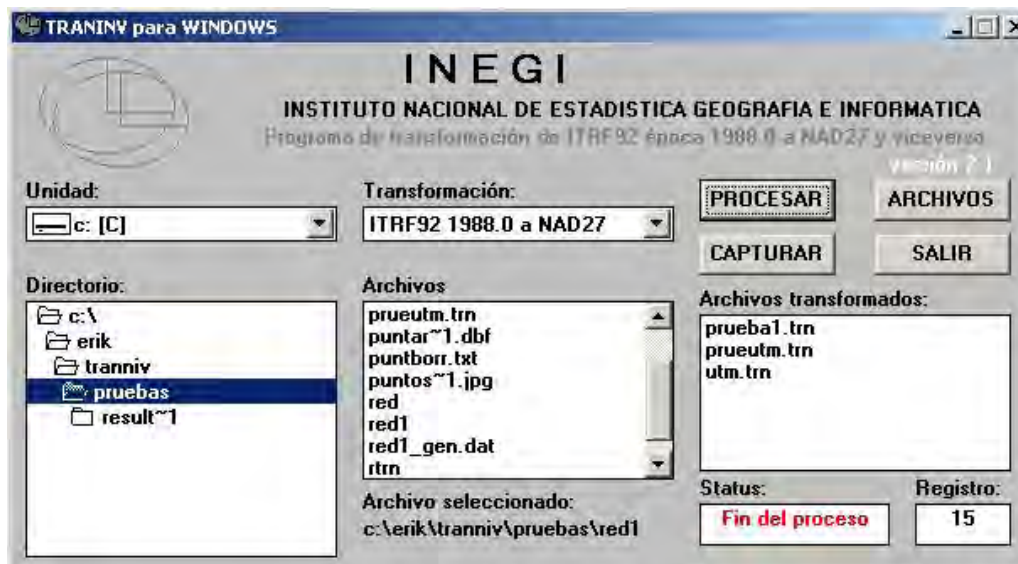 TRANINV para WINDOWS
INEGI
INSTITUTO NACIONAL DE ESTADISTICA GEOGRAFIA E INFORMATICA
Programa de transformación de ITRF92 época 1988.0 a NAD27 y viceversa
versión 2.1
Unidad:
c: [C]
Transformación:
ITRF92 1988.0 a NAD27
PROCESAR
ARCHIVOS
CAPTURAR
SALIR
Directorio:
c:\
erik
tranniv
pruebas
result~1
Archivos
prueutm.trn
puntar~1.dbf
puntborr.txt
puntos~1.jpg
red
red1
red1_gen.dat
rtrn
Archivo seleccionado:
c:\erik\tranniv\pruebas\red1
Archivos transformados:
prueba1.trn
prueutm.trn
utm.trn
Status:
Fin del proceso
Registro:
15